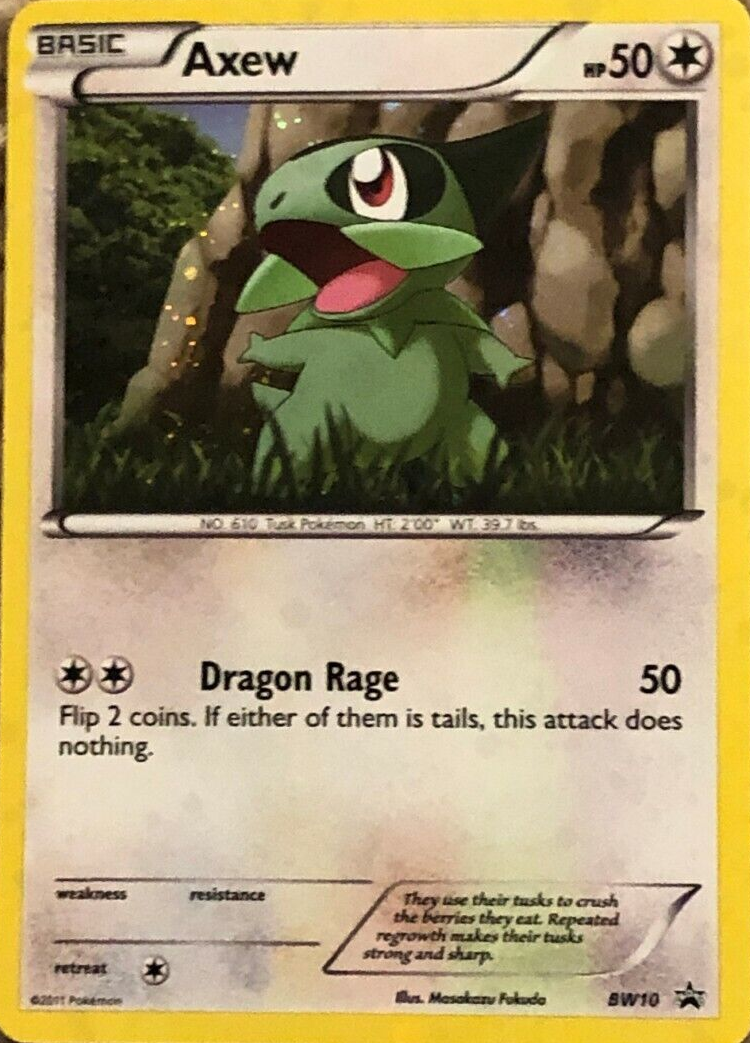 BASIC
Axew
HP50
NO. 610 Tusk Pokémon HT: 2'00" WT: 39.7 lbs.
Dragon Rage 50
Flip 2 coins. If either of them is tails, this attack does
nothing.
weakness resistance
They use their tusks to crush
the berries they eat. Repeated
regrowth makes their tusks
strong and sharp.
retreat
©2011 Pokémon
Illus. Masakazu Fukuda
BW10